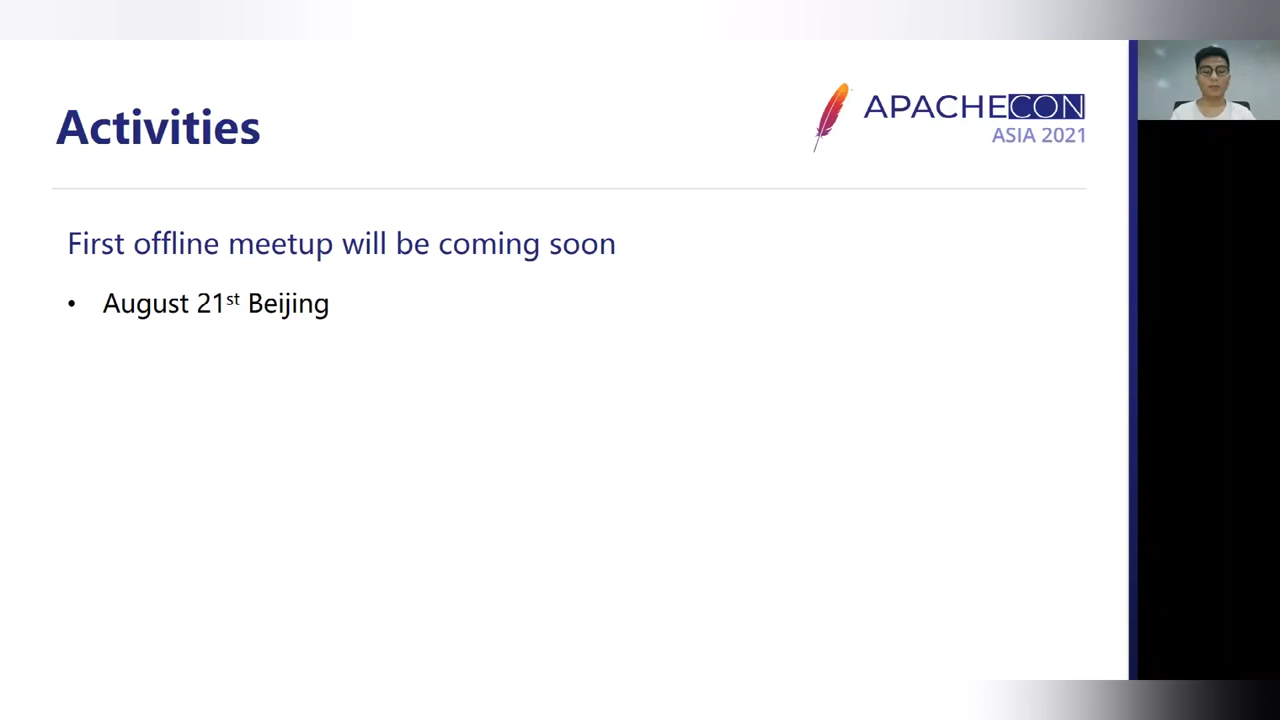 Activities
APACHECON
ASIA 2021
First offline meetup will be coming soon
• August 21st Beijing